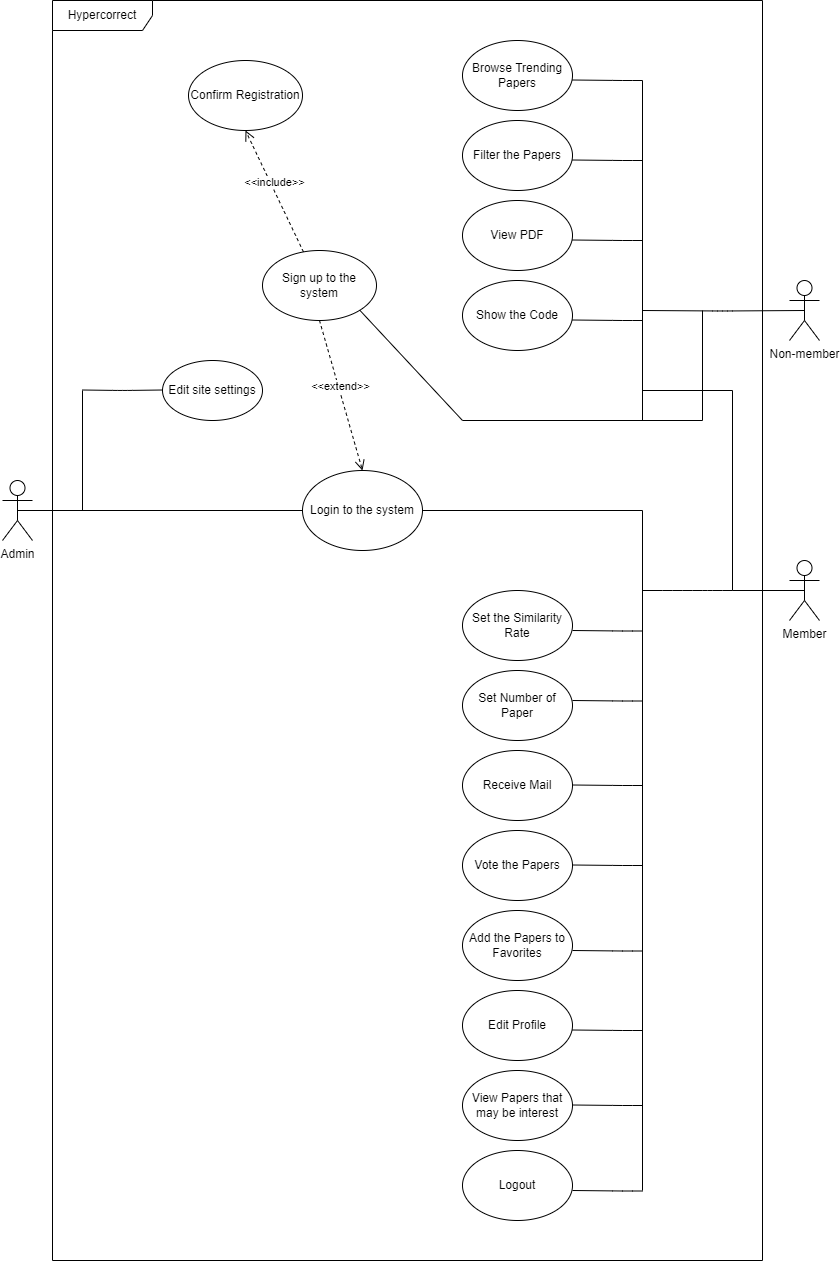 Hypercorrect
Browse Trending
Papers
Confirm Registration
Filter the Papers
<<include>>
View PDF
Sign up to the
system
Show the Code
Non-member
<<extend>>
Edit site settings
Login to the system
Admin
Set the Similarity
Rate
Member
Set Number of
Paper
Receive Mail
Vote the Papers
Add the Papers to
Favorites
Edit Profile
View Papers that
may be interest
Logout